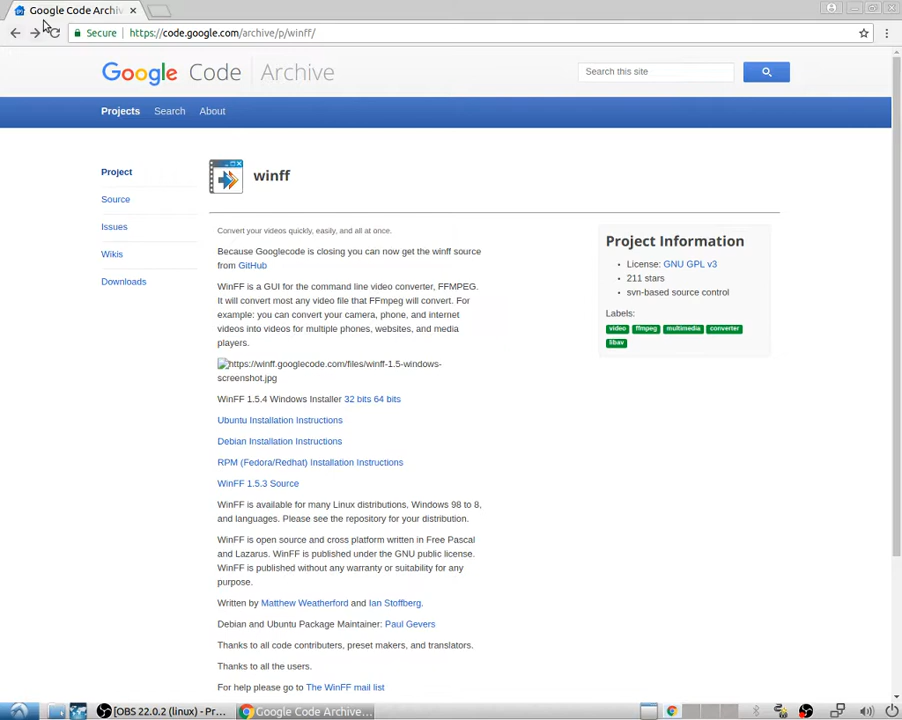 Google Code Archi
Secure
https://code.google.com/archive/p/winff/
Google Code Archive
Search this site
Projects
Search
About
Project
Source
Issues
Wikis
Downloads
winff
Convert your videos quickly, easily, and all at once.
Because Googlecode is closing you can now get the winff source
from GitHub
WinFF is a GUI for the command line video converter, FFMPEG.
It will convert most any video file that FFmpeg will convert. For
example: you can convert your camera, phone, and internet
videos into videos for multiple phones, websites, and media
players.
https://winff.googlecode.com/files/winff-1.5-windows-
screenshot.jpg
WinFF 1.5.4 Windows Installer 32 bits 64 bits
Ubuntu Installation Instructions
Debian Installation Instructions
RPM (Fedora/Redhat) Installation Instructions
WinFF 1.5.3 Source
WinFF is available for many Linux distributions, Windows 98 to 8,
and languages. Please see the repository for your distribution.
WinFF is open source and cross platform written in Free Pascal
and Lazarus. WinFF is published under the GNU public license.
WinFF is published without any warranty or suitability for any
purpose.
Written by Matthew Weatherford and Ian Stoffberg.
Debian and Ubuntu Package Maintainer: Paul Gevers
Thanks to all code contributers, preset makers, and translators.
Thanks to all the users.
For help please go to The WinFF mail list
Project Information
License: GNU GPL v3
211 stars
svn-based source control
Labels:
video ffmpeg multimedia converter
libav
[OBS 22.0.2 (linux) - Pr...
Google Code Archive...